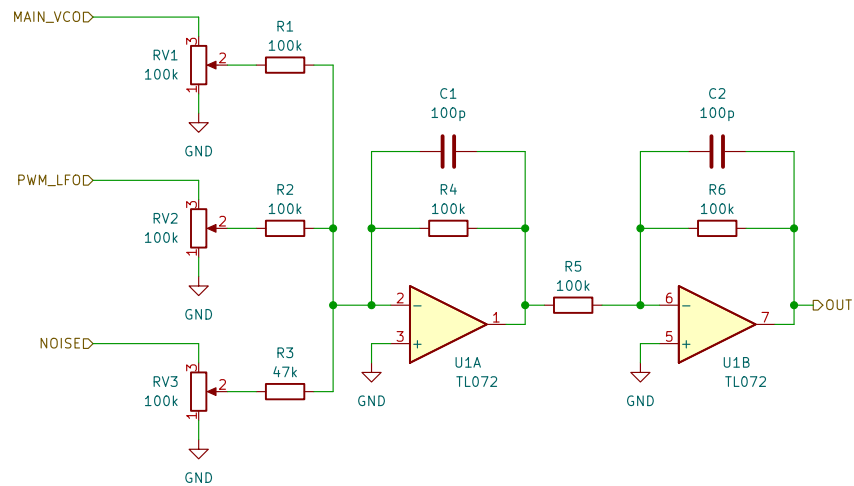 MAIN_VCO
3
RV1
100k
2
1
GND
R1
100k
PWM_LFO
3
RV2
100k
2
1
GND
R2
100k
NOISE
3
RV3
100k
2
1
GND
R3
47k
C1
100p
R4
100k
2
−
3
+
1
U1A
TL072
GND
R5
100k
C2
100p
R6
100k
6
−
5
+
7
U1B
TL072
GND
OUT